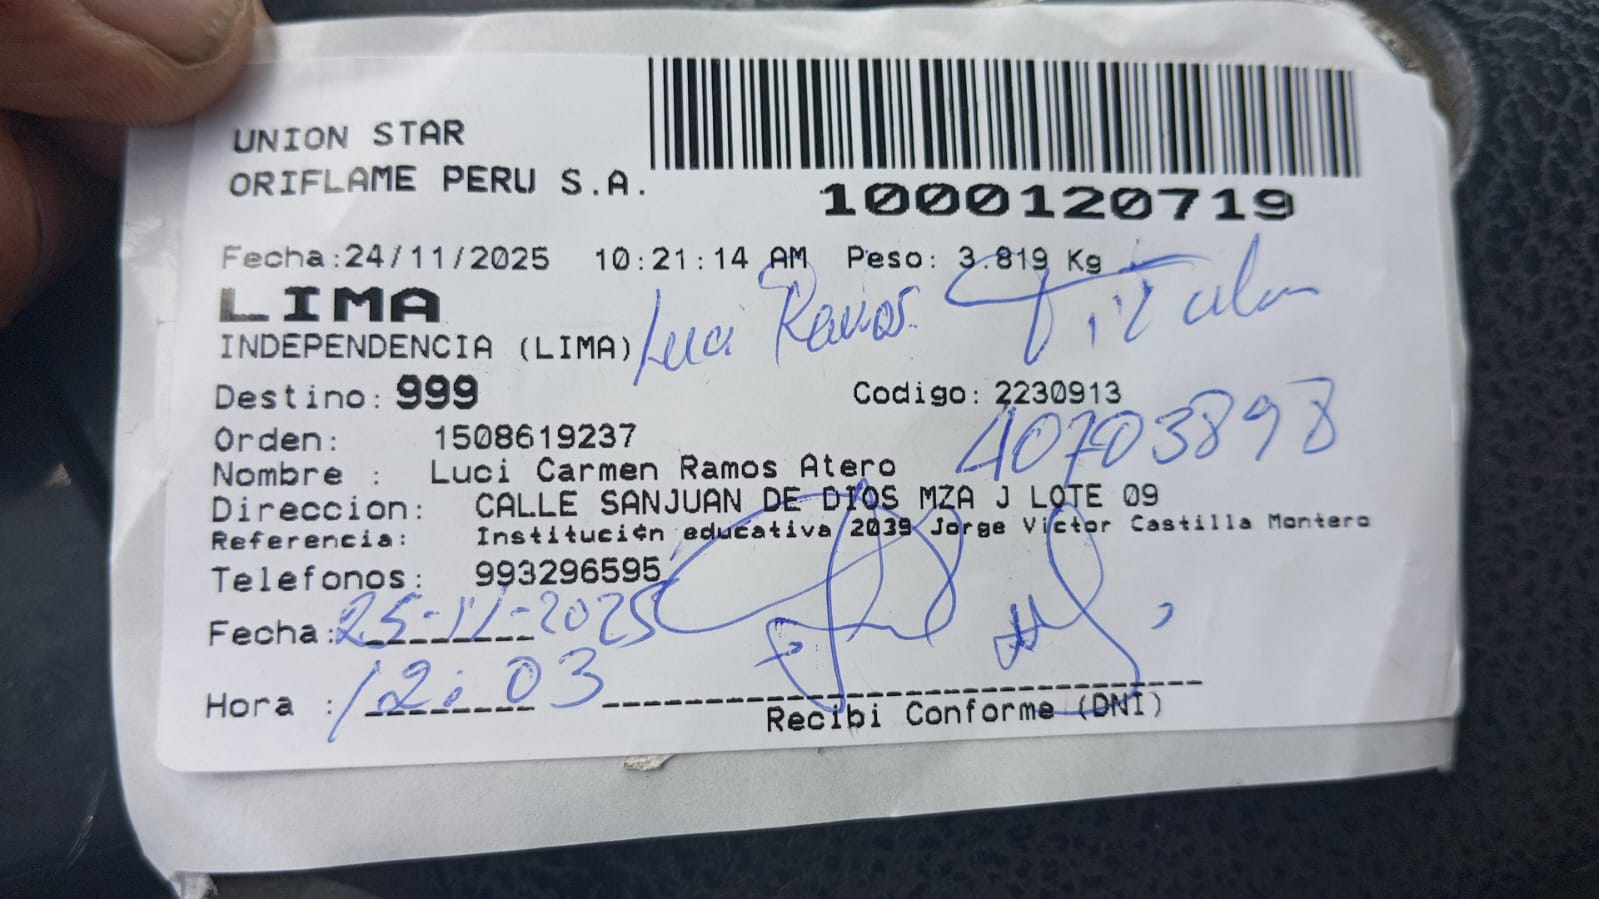 UNION STAR
ORIFLAME PERU S.A.
1000120719
Fecha:24/11/2025 10:21:14 AM Peso: 3.819 Kg
LIMA
Luci Ramos Titular
INDEPENDENCIA (LIMA)
Destino: 999 Codigo: 2230913
40703898
Orden: 1508619237
Nombre : Luci Carmen Ramos Atero
Direccion: CALLE SANJUAN DE DIOS MZA J LOTE 09
Referencia: Institución educativa 2039 Jorge Victor Castilla Montero
Telefonos: 993296595
Fecha: 25-11-2025
Hora : 12:03
Recibi Conforme (DNI)